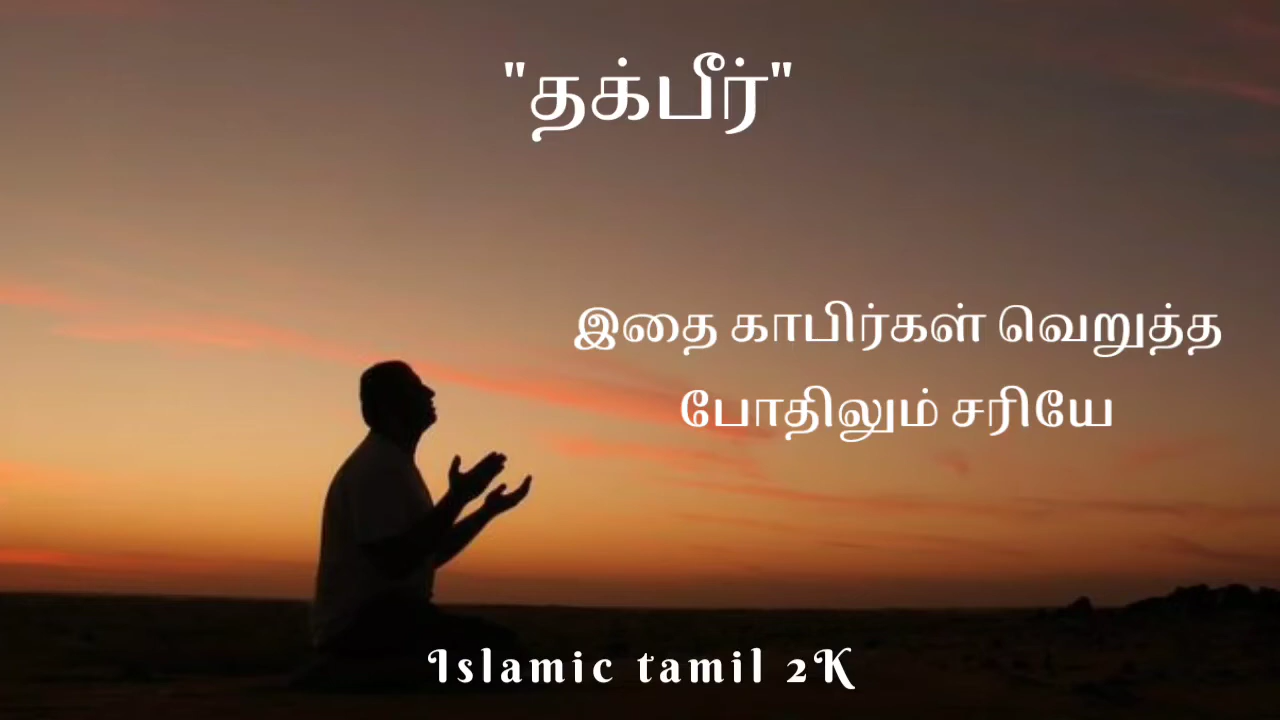 "தக்பீர்"
இதை காபிர்கள் வெறுத்த
போதிலும் சரியே
Islamic tamil 2K